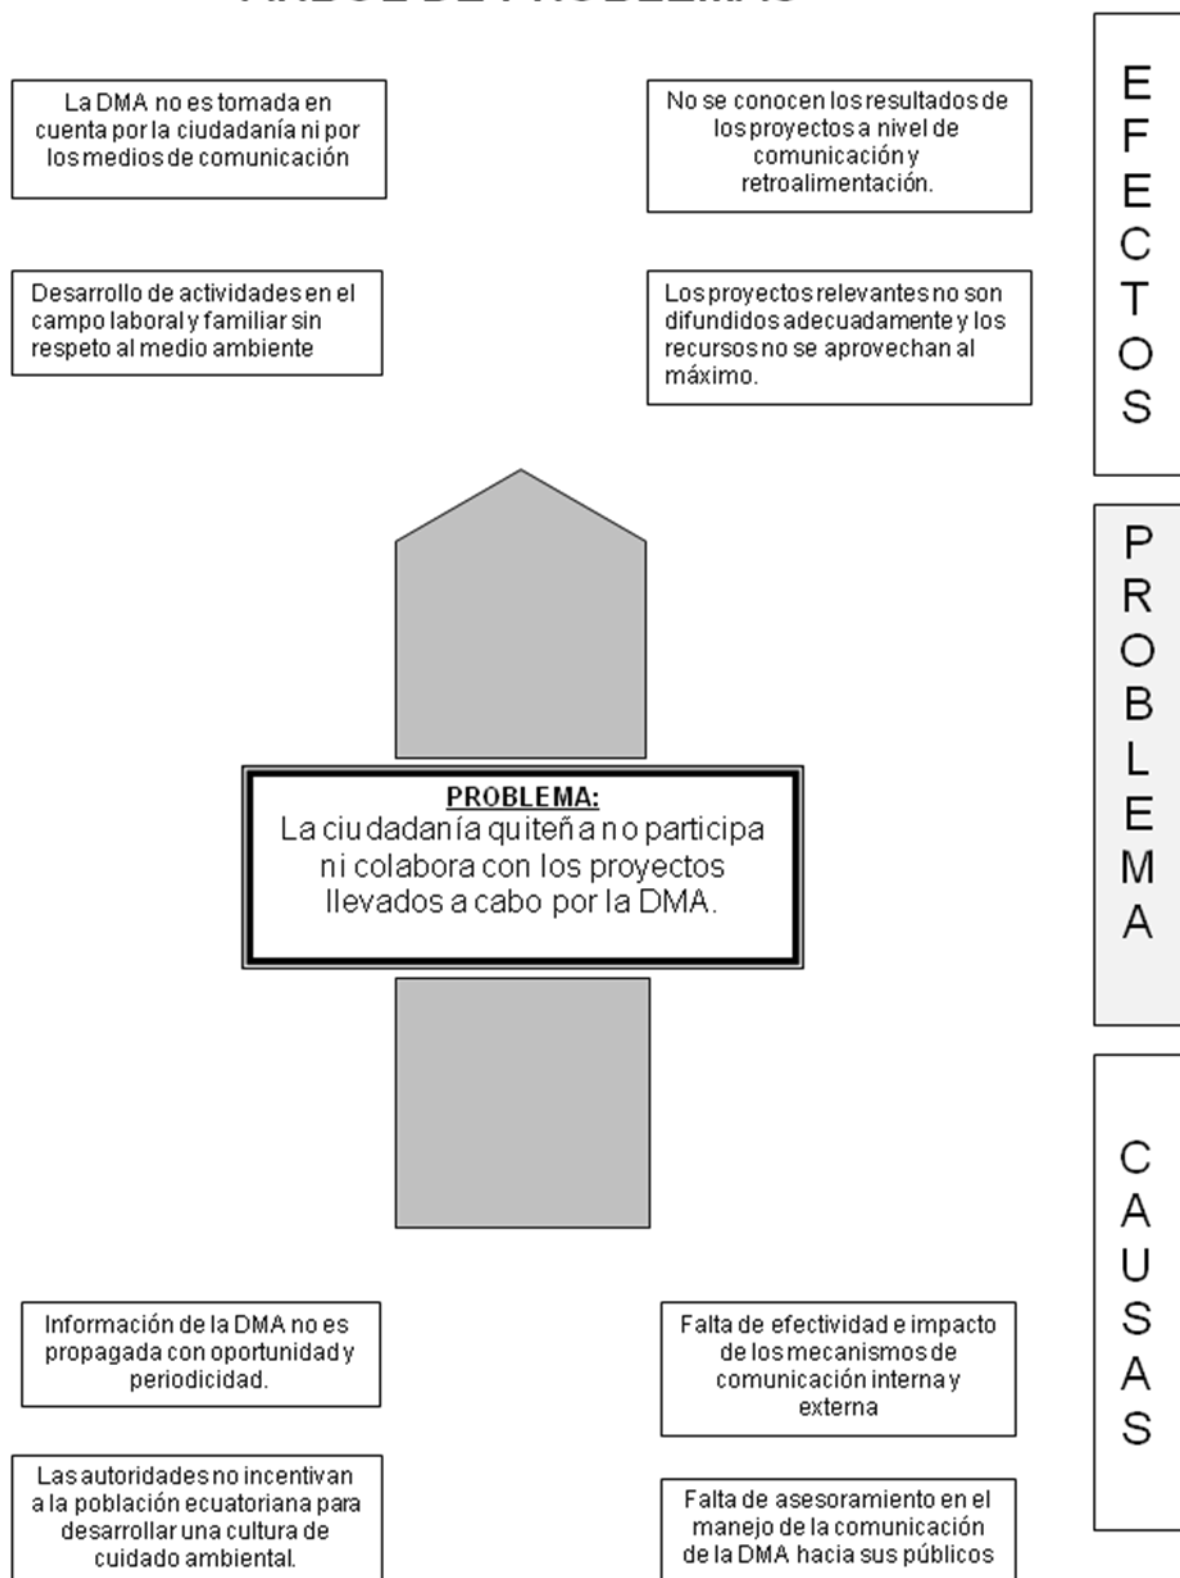 ÁRBOL DE PROBLEMAS
La DMA no es tomada en
cuenta por la ciudadanía ni por
los medios de comunicación
No se conocen los resultados de
los proyectos a nivel de
comunicación y
retroalimentación.
Desarrollo de actividades en el
campo laboral y familiar sin
respeto al medio ambiente
Los proyectos relevantes no son
difundidos adecuadamente y los
recursos no se aprovechan al
máximo.
EFECTOS
PROBLEMA:
La ciudadanía quiteña no participa
ni colabora con los proyectos
llevados a cabo por la DMA.
PROBLEMA
Información de la DMA no es
propagada con oportunidad y
periodicidad.
Falta de efectividad e impacto
de los mecanismos de
comunicación interna y
externa
Las autoridades no incentivan
a la población ecuatoriana para
desarrollar una cultura de
cuidado ambiental.
Falta de asesoramiento en el
manejo de la comunicación
de la DMA hacia sus públicos
CAUSAS